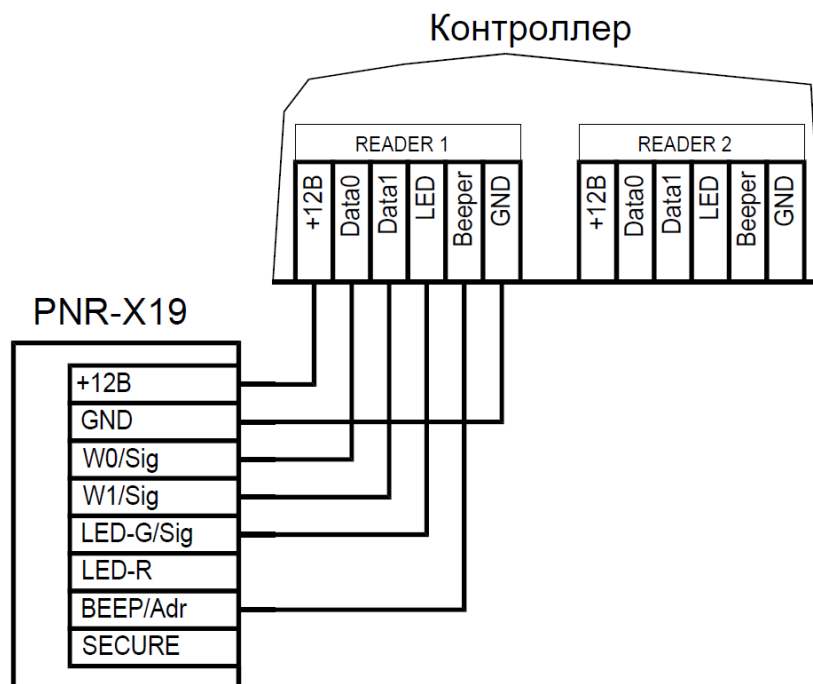 Контроллер
READER 1
READER 2
+12В
Data0
Data1
LED
Beeper
GND
+12В
Data0
Data1
LED
Beeper
GND
PNR-X19
+12В
GND
W0/Sig
W1/Sig
LED-G/Sig
LED-R
BEEP/Adr
SECURE